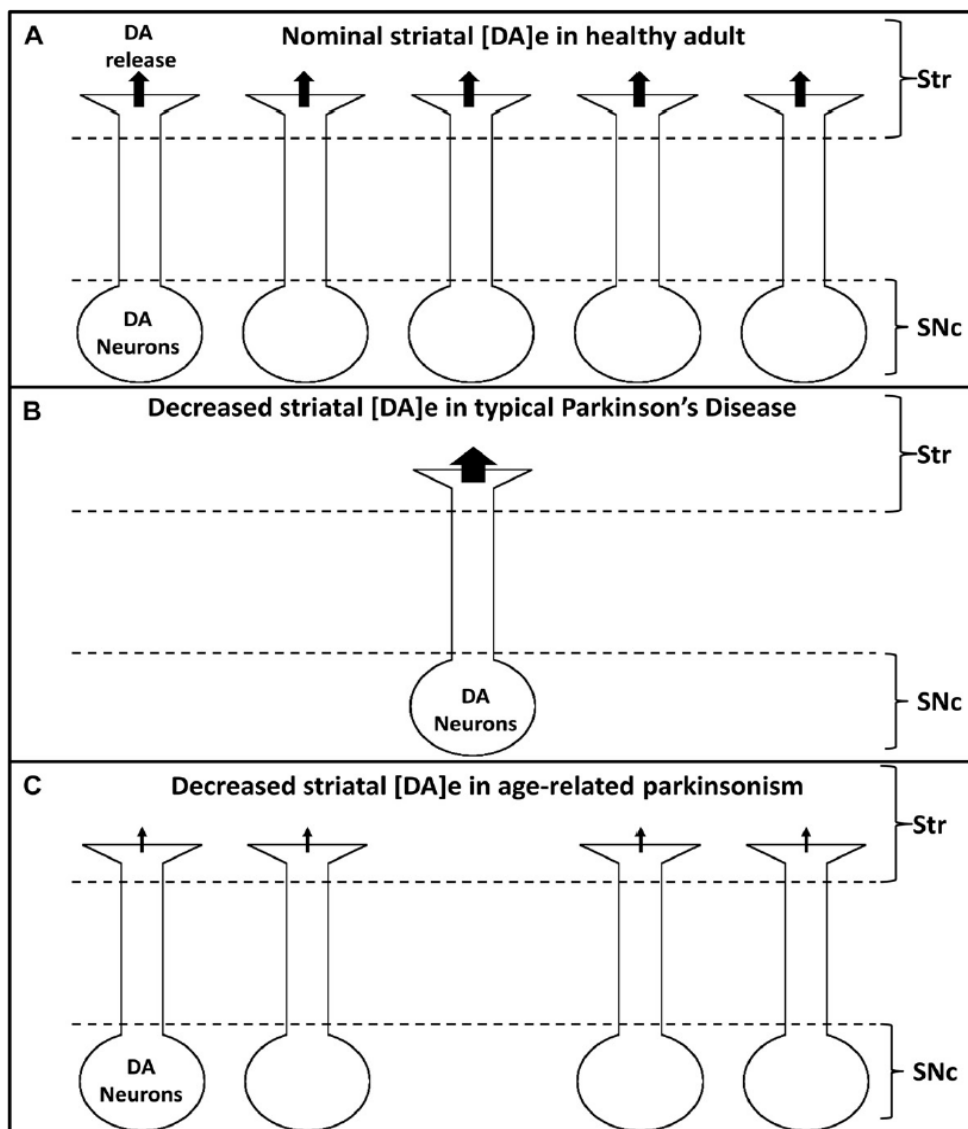 A
DA
release
Nominal striatal [DA]e in healthy adult
Str
DA
Neurons
SNc
B
Decreased striatal [DA]e in typical Parkinson's Disease
Str
DA
Neurons
SNc
C
Decreased striatal [DA]e in age-related parkinsonism
Str
DA
Neurons
SNc